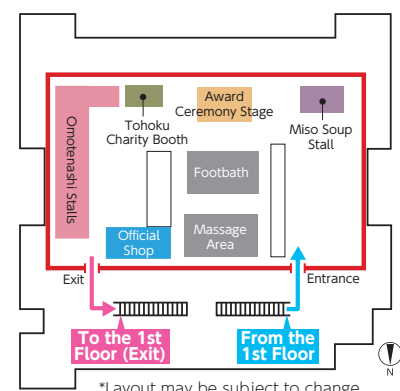 Award
Ceremony Stage
Tohoku
Charity Booth
Miso Soup
Stall
Omotenashi Stalls
Footbath
Official
Shop
Massage
Area
Exit
Entrance
To the 1st
Floor (Exit)
From the
1st Floor
N
*Layout may be subject to change